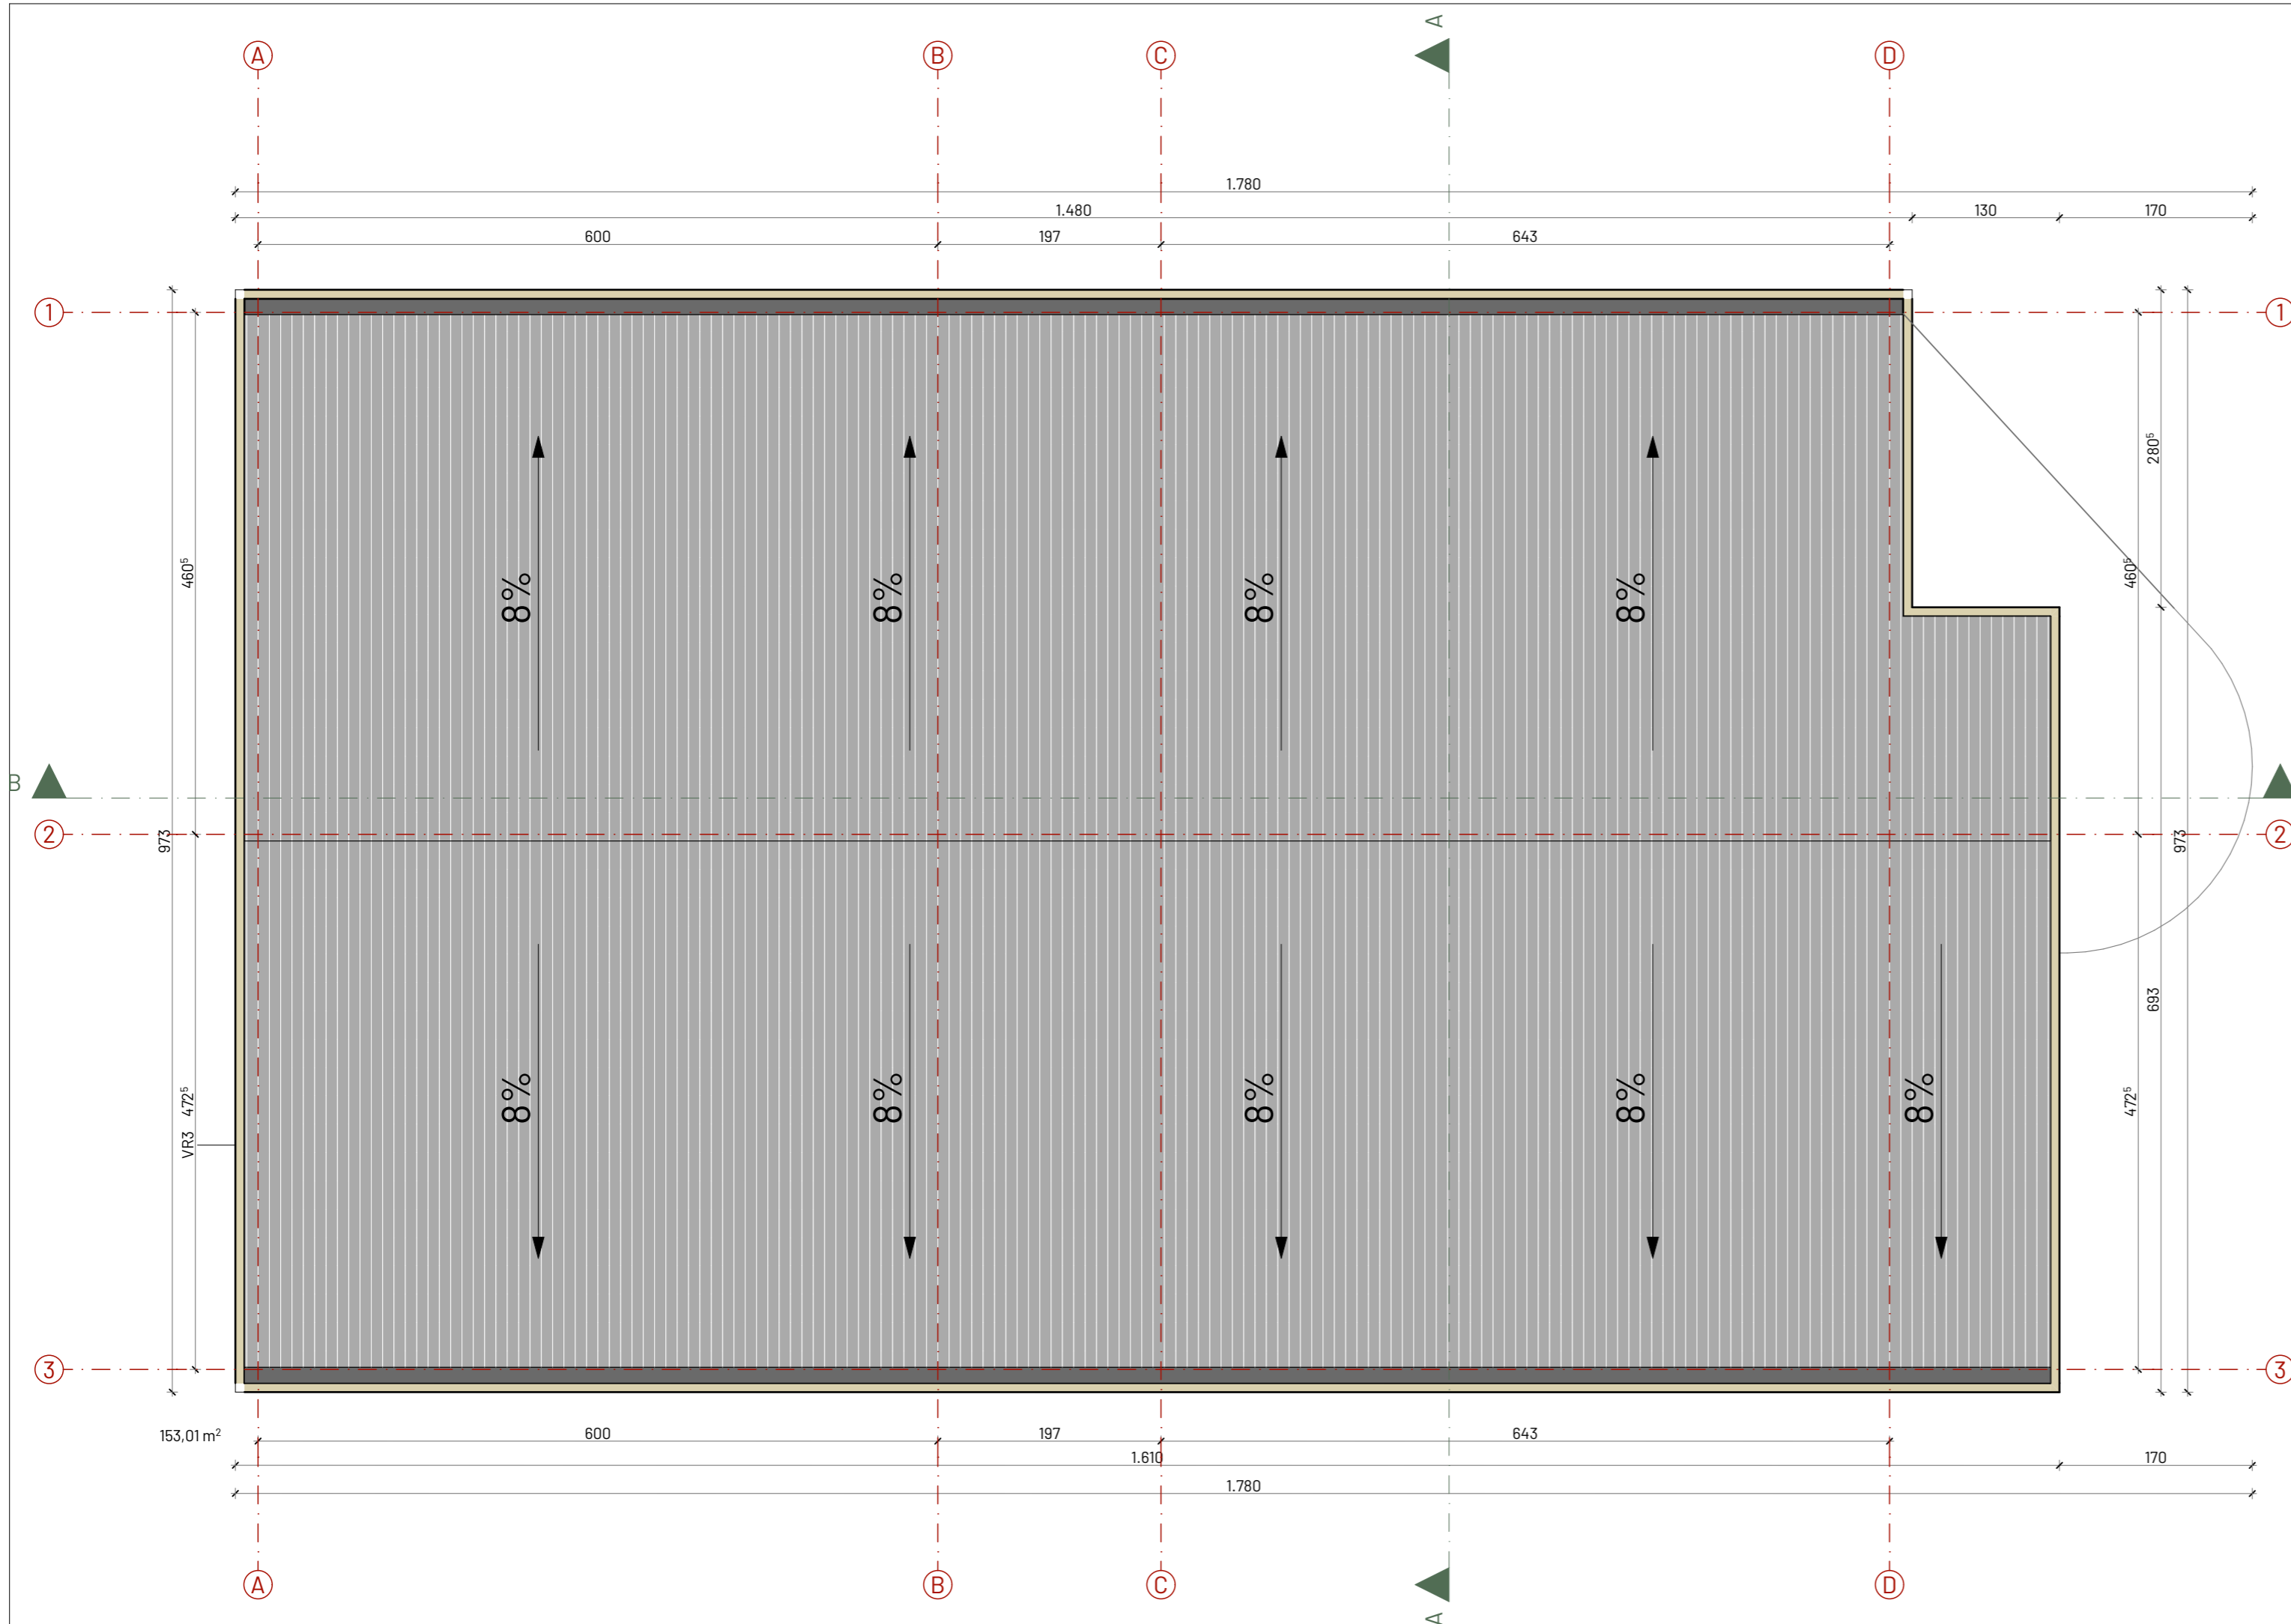 A
A B C D
1.780
1.480 130 170
600 197 643
1 1
280⁵
460⁵ 460⁵
8% 8% 8% 8%
B
2 973 973 2
693
472⁵ 472⁵
8% 8% 8% 8% 8%
VR3
3 3
153,01 m²
600 197 643
1.610 170
1.780
A B C D
A